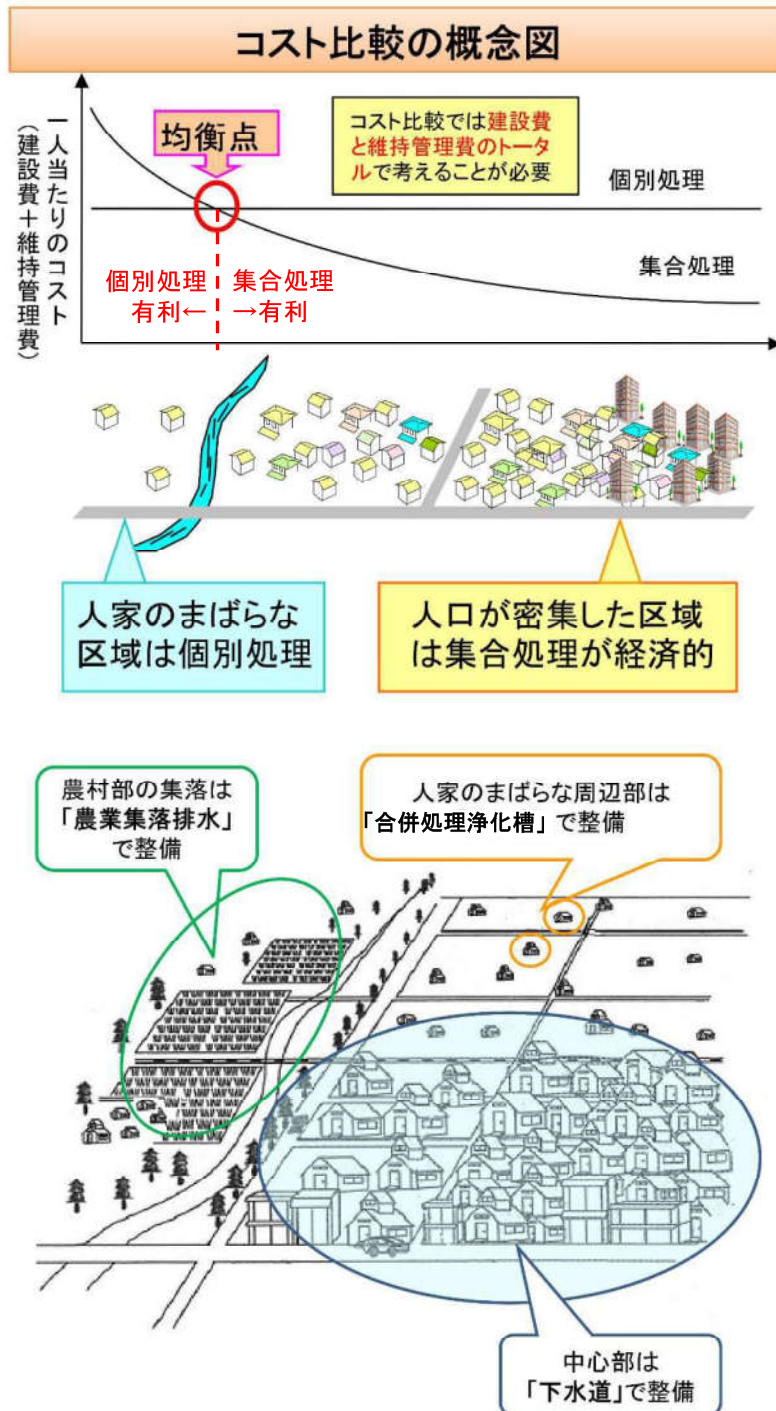 コスト比較の概念図
一人当たりのコスト
（建設費＋維持管理費）
均衡点
コスト比較では建設費
と維持管理費のトータ
ルで考えることが必要
個別処理
集合処理
個別処理
有利←
集合処理
→有利
人家のまばらな
区域は個別処理
人口が密集した区域
は集合処理が経済的
農村部の集落は
「農業集落排水」
で整備
人家のまばらな周辺部は
「合併処理浄化槽」で整備
中心部は
「下水道」で整備